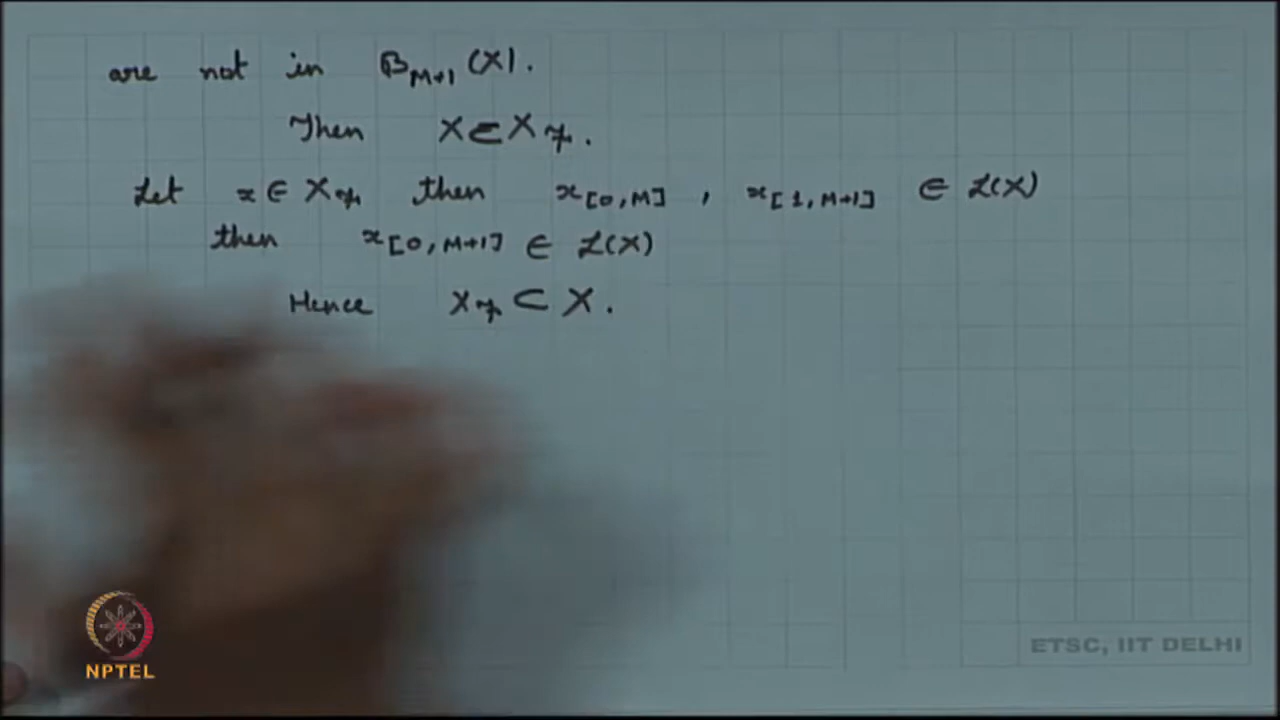 are not in B_{M+1}(X).
Then X ⊂ X_F.
Let x ∈ X_F then x_{[0,M]}, x_{[1,M+1]} ∈ L(X)
then x_{[0,M+1]} ∈ L(X)
Hence X_F ⊂ X.
NPTEL
ETSC, IIT DELHI